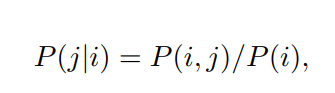 P(j|i) = P(i, j)/P(i),